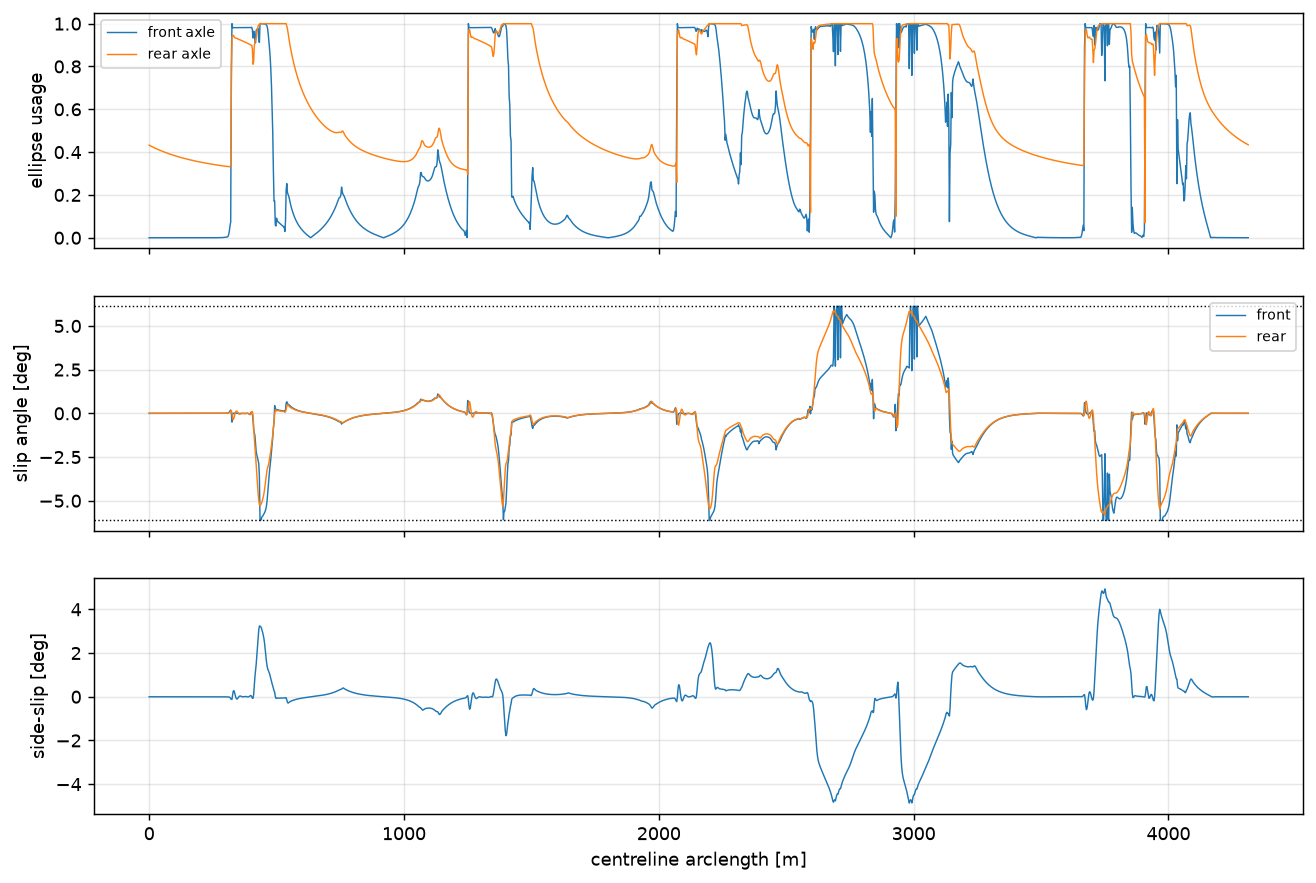 1.0
0.8
0.6
0.4
0.2
0.0
ellipse usage
front axle
rear axle
5.0
2.5
0.0
−2.5
−5.0
slip angle [deg]
front
rear
4
2
0
−2
−4
side-slip [deg]
0 1000 2000 3000 4000
centreline arclength [m]